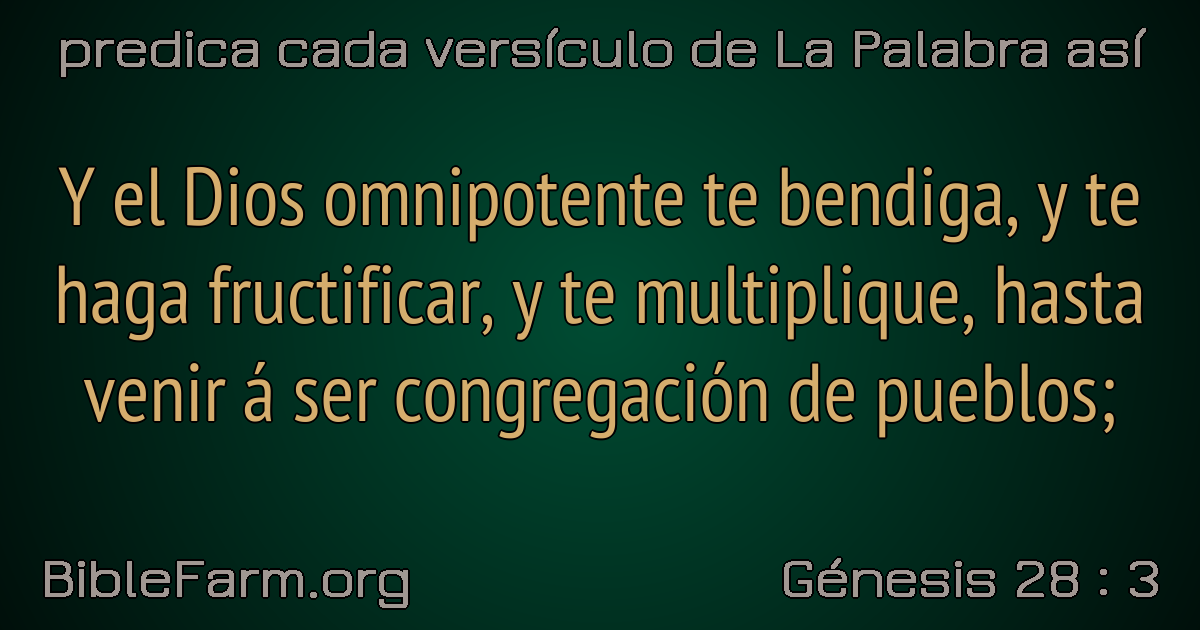 predica cada versículo de La Palabra así
Y el Dios omnipotente te bendiga, y te
haga fructificar, y te multiplique, hasta
venir á ser congregación de pueblos;
BibleFarm.org
Génesis 28 : 3